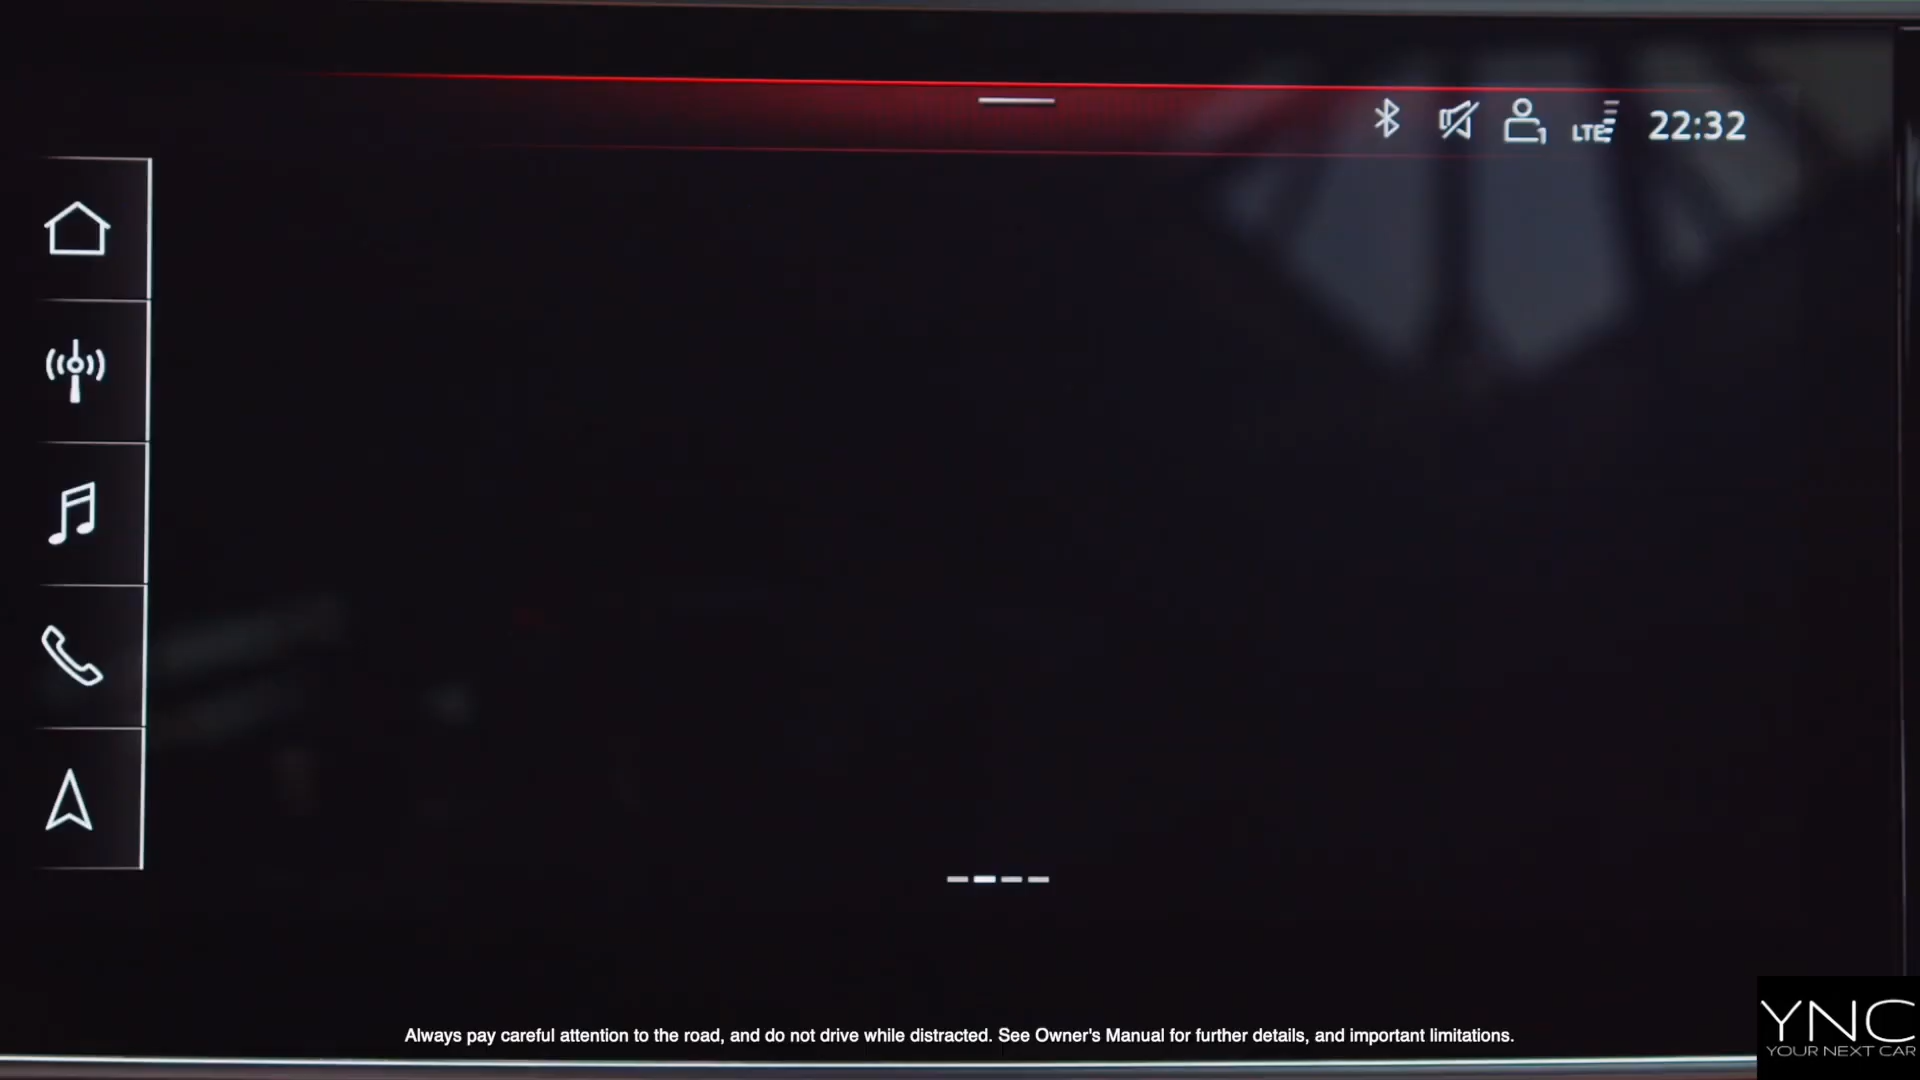 1
LTE
22:32
Always pay careful attention to the road, and do not drive while distracted. See Owner's Manual for further details, and important limitations.
YNC
YOUR NEXT CAR